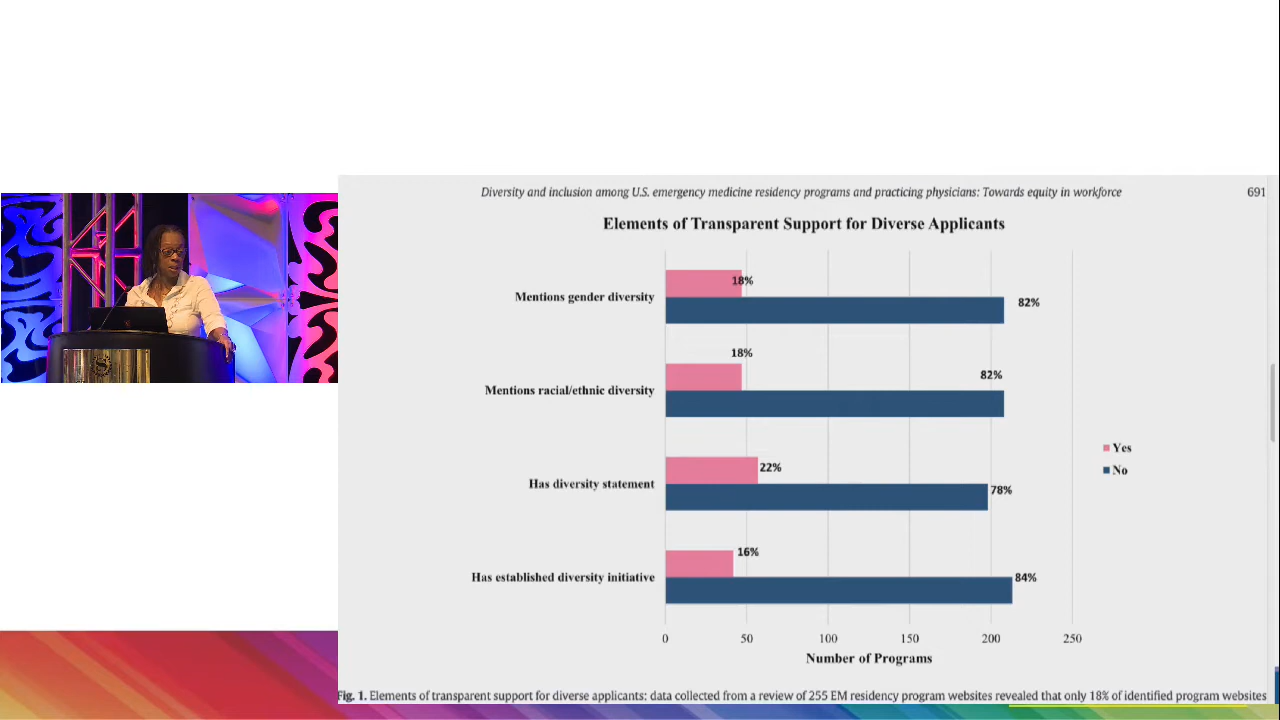 Diversity and inclusion among U.S. emergency medicine residency programs and practicing physicians: Towards equity in workforce 691
Elements of Transparent Support for Diverse Applicants
Mentions gender diversity 18%
82%
Mentions racial/ethnic diversity 18%
82%
Has diversity statement 22%
78%
Has established diversity initiative 16%
84%
Yes
No
0 50 100 150 200 250
Number of Programs
Fig. 1. Elements of transparent support for diverse applicants: data collected from a review of 255 EM residency program websites revealed that only 18% of identified program websites